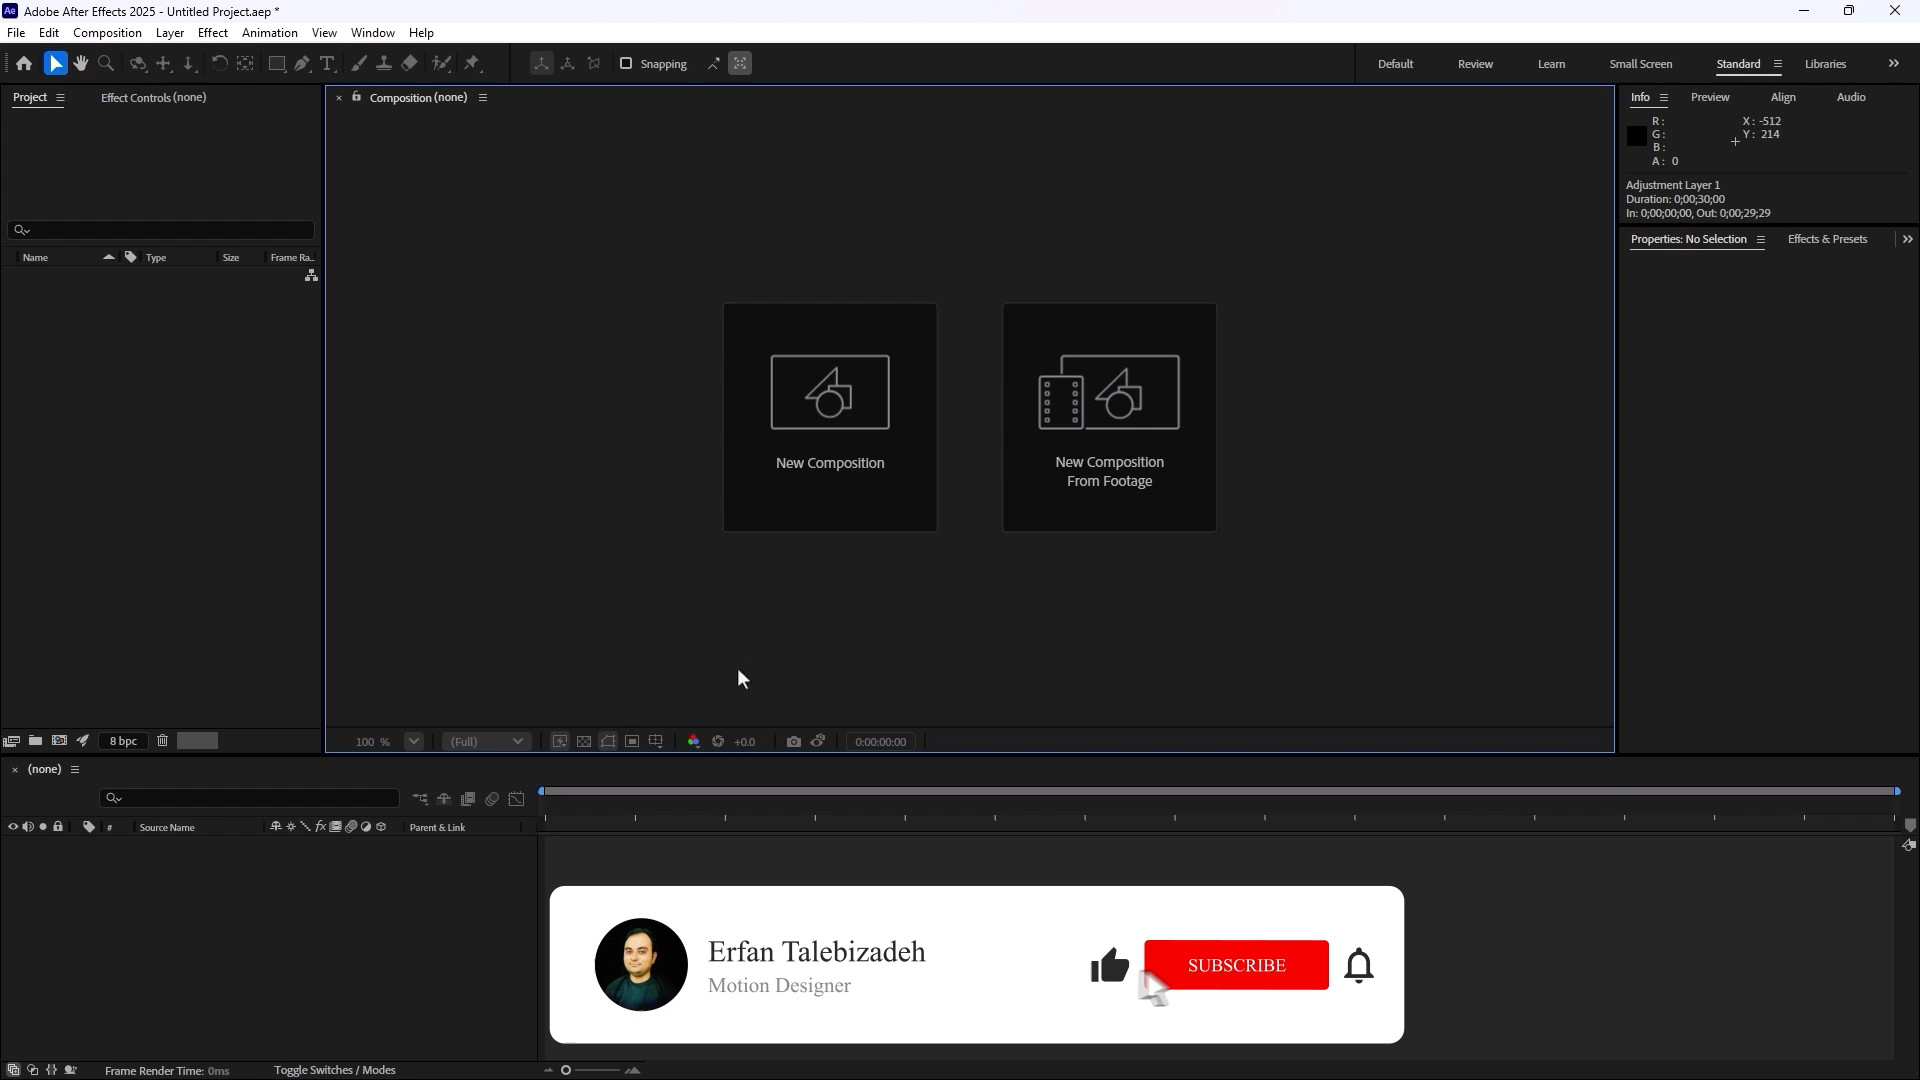 Ae Adobe After Effects 2025 - Untitled Project.aep *
File Edit Composition Layer Effect Animation View Window Help
Snapping
Default Review Learn Small Screen Standard Libraries
Project Effect Controls (none)
Composition (none)
Info Preview Align Audio
R: X: -512
G: Y: 214
B:
A: 0
Adjustment Layer 1
Duration: 0;00;30;00
In: 0;00;00;00, Out: 0;00;29;29
Properties: No Selection Effects & Presets
Name Type Size Frame Ra..
New Composition
New Composition
From Footage
8 bpc
100 % (Full) +0.0 0:00:00:00
(none)
# Source Name fx Parent & Link
Erfan Talebizadeh
Motion Designer
SUBSCRIBE
Frame Render Time: 0ms Toggle Switches / Modes